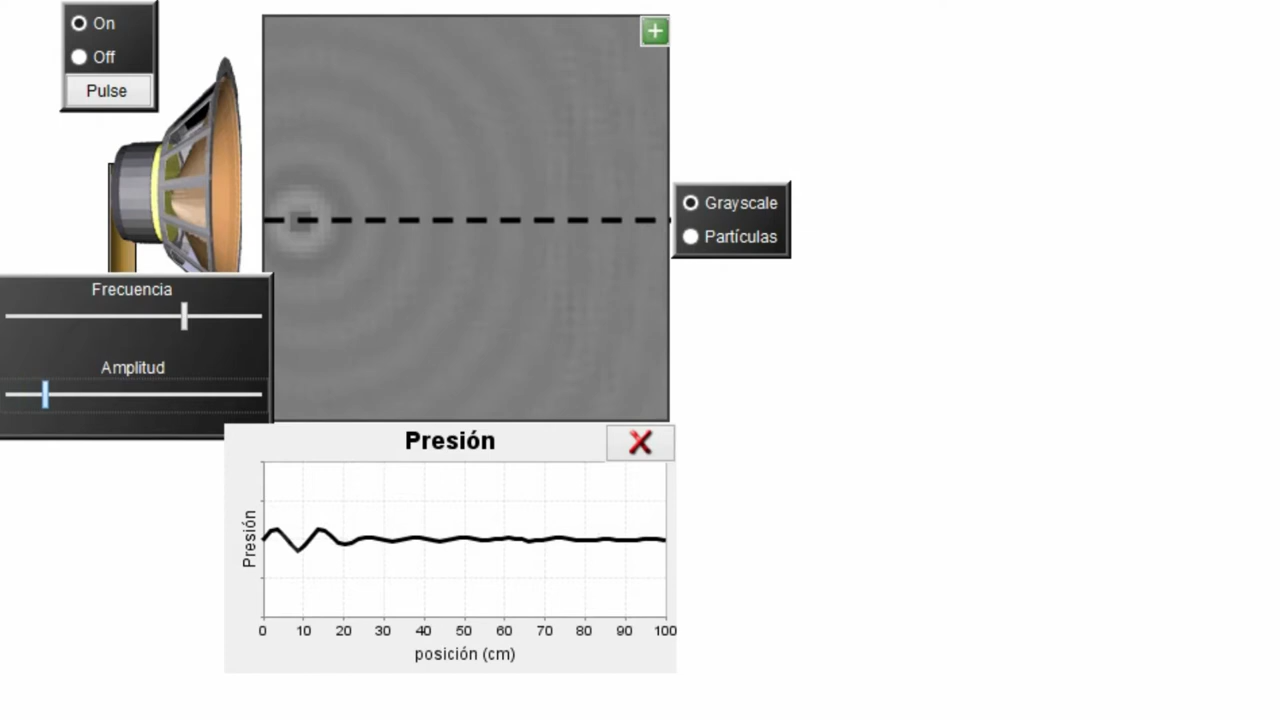 On
Off
Pulse
Grayscale
Partículas
Frecuencia
Amplitud
Presión
Presión
0 10 20 30 40 50 60 70 80 90 100
posición (cm)